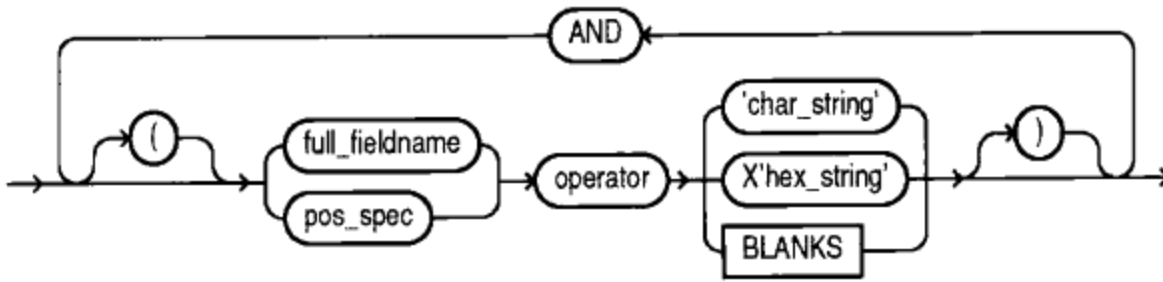 AND
(
full_fieldname
pos_spec
operator
'char_string'
X'hex_string'
BLANKS
)